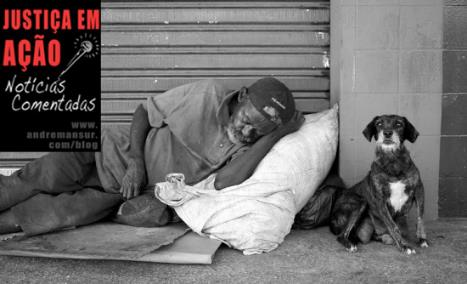 JUSTIÇA EM
AÇÃO
Notícias
Comentadas
www.
andremansur.
com/blog